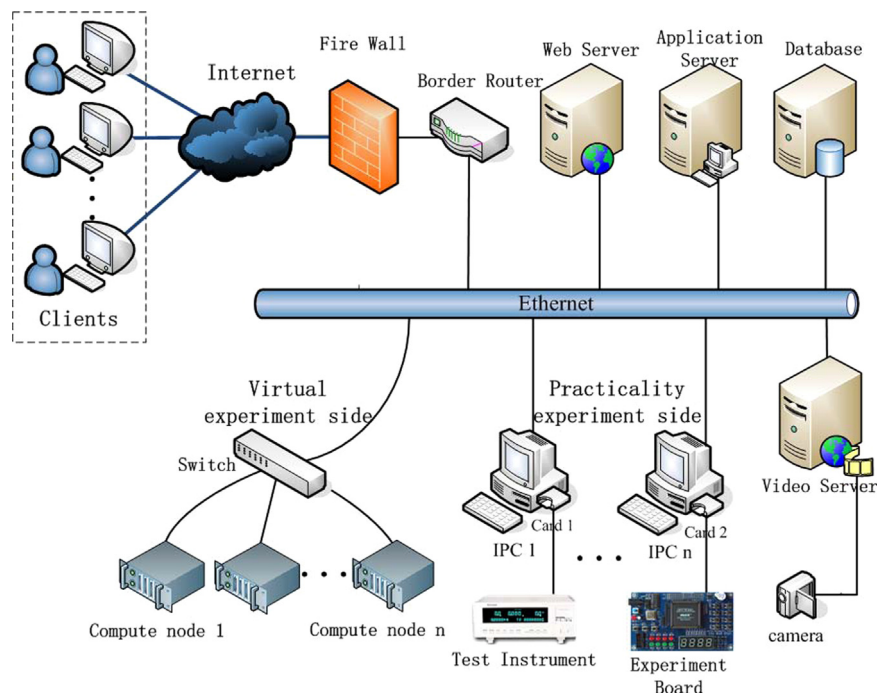 Fire Wall
Web Server
Application
Server
Database
Internet
Border Router
Clients
Ethernet
Virtual
experiment side
Practicality
experiment side
Switch
Video Server
Card 1
Card 2
IPC 1
IPC n
Compute node 1
Compute node n
Test Instrument
Experiment
Board
camera